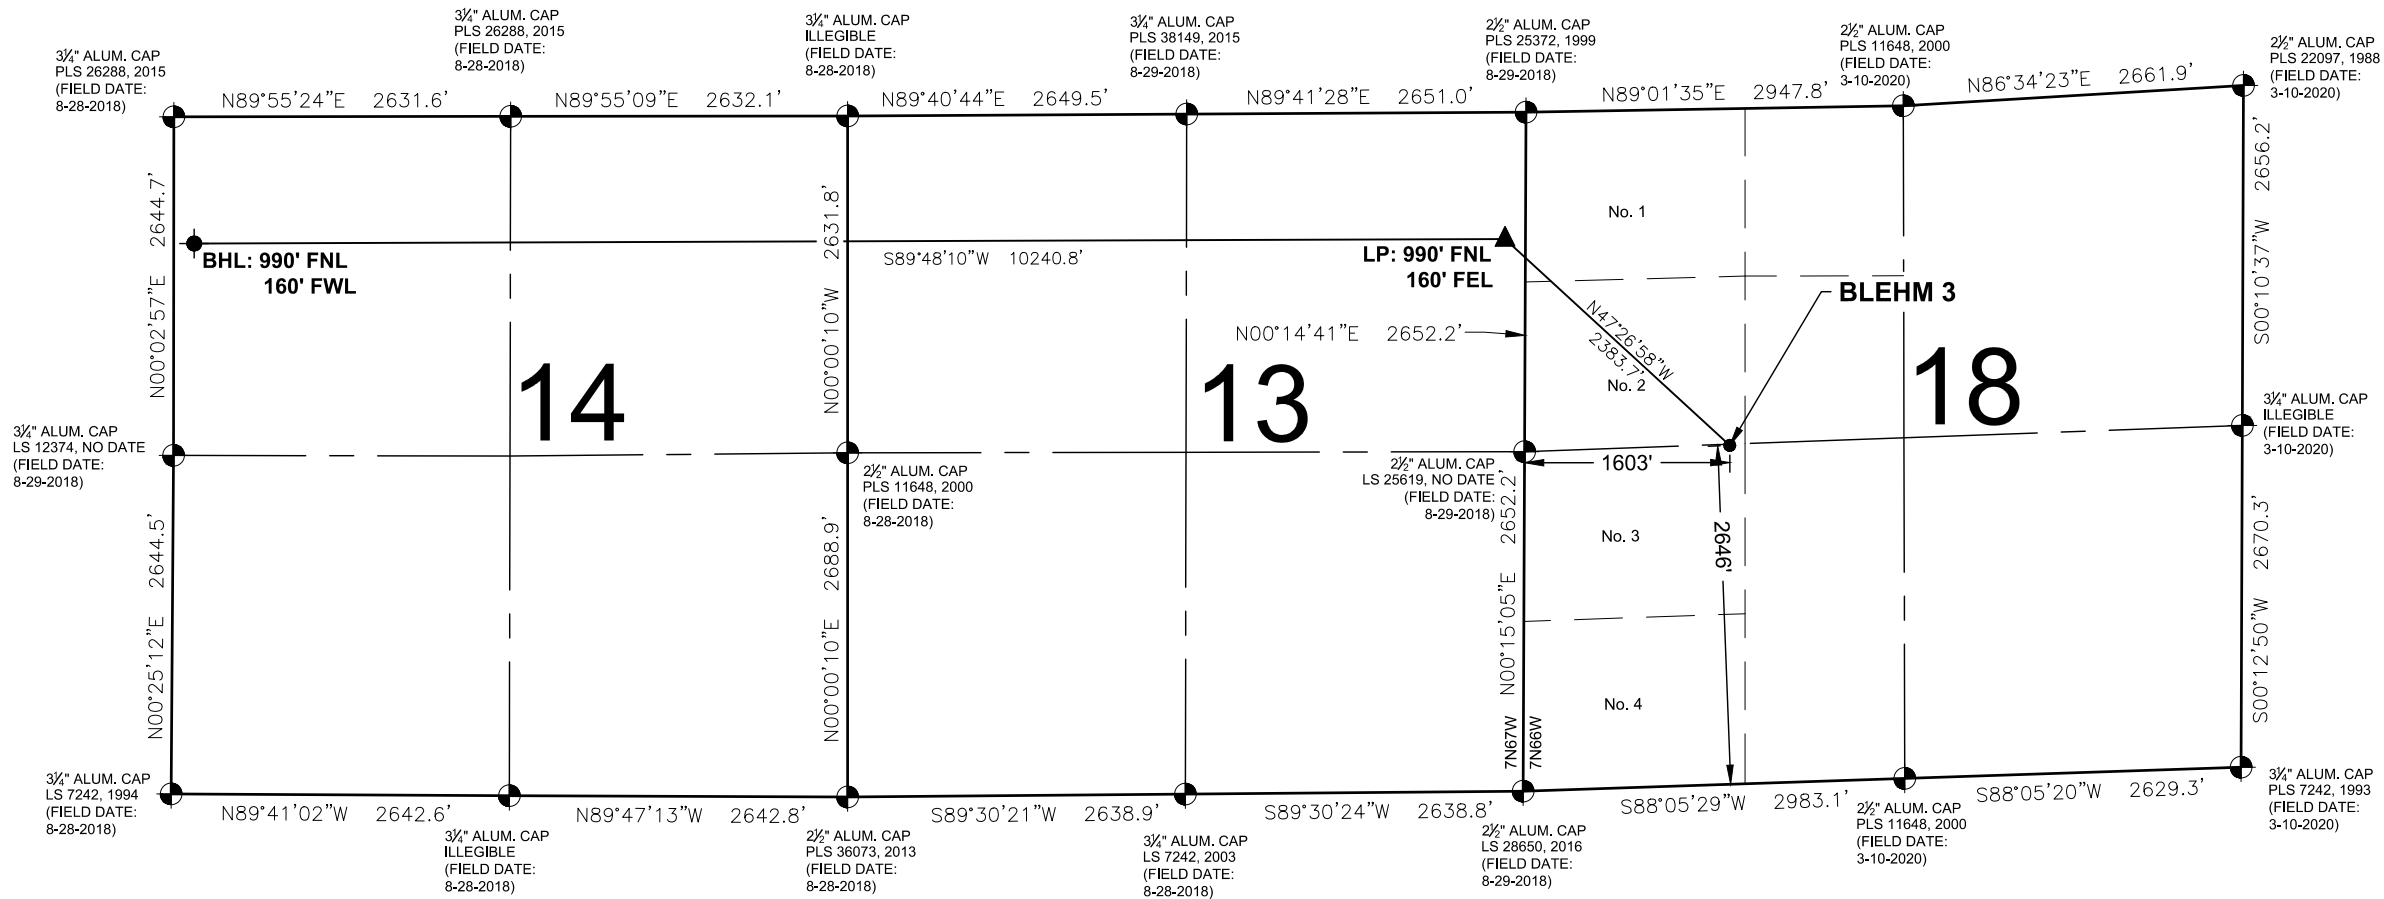 3¼" ALUM. CAP
PLS 26288, 2015
(FIELD DATE:
8-28-2018)
3¼" ALUM. CAP
PLS 26288, 2015
(FIELD DATE:
8-28-2018)
3¼" ALUM. CAP
ILLEGIBLE
(FIELD DATE:
8-28-2018)
3¼" ALUM. CAP
PLS 38149, 2015
(FIELD DATE:
8-29-2018)
2½" ALUM. CAP
PLS 25372, 1999
(FIELD DATE:
8-29-2018)
2½" ALUM. CAP
PLS 11648, 2000
(FIELD DATE:
3-10-2020)
2½" ALUM. CAP
PLS 22097, 1988
(FIELD DATE:
3-10-2020)
N89°55'24"E 2631.6'
N89°55'09"E 2632.1'
N89°40'44"E 2649.5'
N89°41'28"E 2651.0'
N89°01'35"E 2947.8'
N86°34'23"E 2661.9'
N00°02'57"E 2644.7'
N00°00'10"W 2631.8'
S00°10'37"W 2656.2'
BHL: 990' FNL
160' FWL
S89°48'10"W 10240.8'
LP: 990' FNL
160' FEL
No. 1
BLEHM 3
N00°14'41"E 2652.2'
N47°26'58"W
2383.7'
No. 2
14
13
18
3¼" ALUM. CAP
LS 12374, NO DATE
(FIELD DATE:
8-29-2018)
2½" ALUM. CAP
PLS 11648, 2000
(FIELD DATE:
8-28-2018)
2½" ALUM. CAP
LS 25619, NO DATE
(FIELD DATE:
8-29-2018)
3¼" ALUM. CAP
ILLEGIBLE
(FIELD DATE:
3-10-2020)
1603'
2646'
No. 3
No. 4
N00°25'12"E 2644.5'
N00°00'10"E 2688.9'
N00°15'05"E 2652.2'
7N67W
7N66W
S00°12'50"W 2670.3'
3¼" ALUM. CAP
LS 7242, 1994
(FIELD DATE:
8-28-2018)
N89°41'02"W 2642.6'
N89°47'13"W 2642.8'
S89°30'21"W 2638.9'
S89°30'24"W 2638.8'
S88°05'29"W 2983.1'
S88°05'20"W 2629.3'
3¼" ALUM. CAP
ILLEGIBLE
(FIELD DATE:
8-28-2018)
2½" ALUM. CAP
PLS 36073, 2013
(FIELD DATE:
8-28-2018)
3¼" ALUM. CAP
LS 7242, 2003
(FIELD DATE:
8-28-2018)
2½" ALUM. CAP
LS 28650, 2016
(FIELD DATE:
8-29-2018)
2½" ALUM. CAP
PLS 11648, 2000
(FIELD DATE:
3-10-2020)
3¼" ALUM. CAP
PLS 7242, 1993
(FIELD DATE:
3-10-2020)